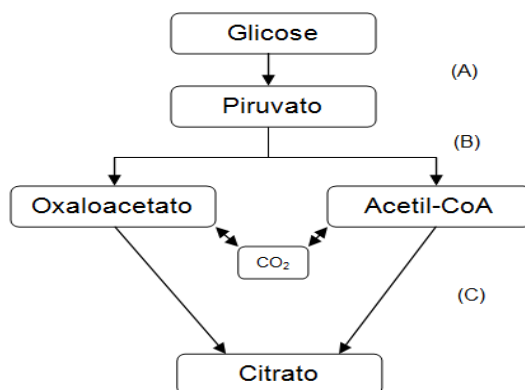 Glicose
(A)
Piruvato
(B)
Oxaloacetato
Acetil-CoA
CO₂
(C)
Citrato